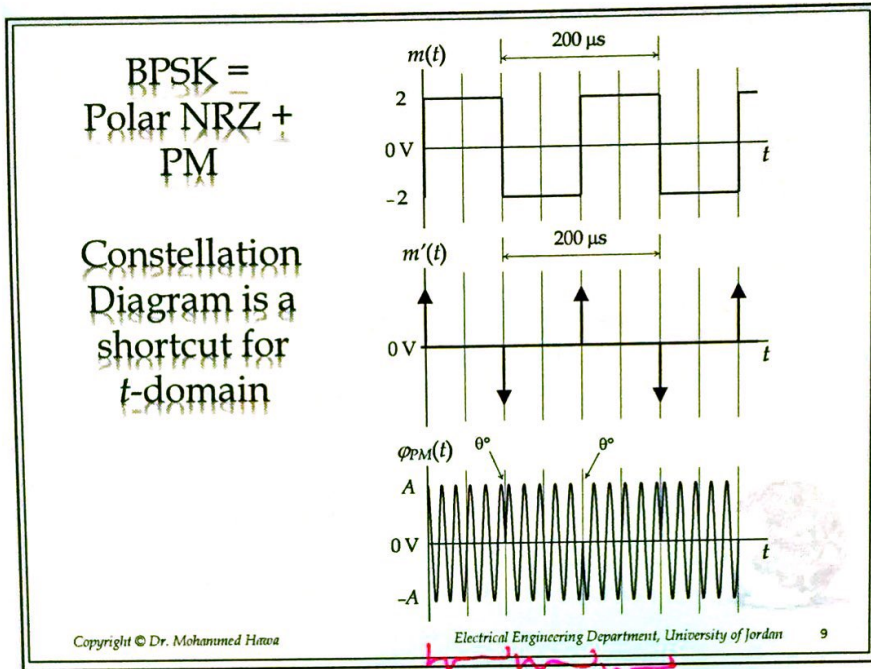 BPSK =
Polar NRZ +
PM
Constellation
Diagram is a
shortcut for
t-domain
m(t)
200 μs
2
0 V
-2
t
m'(t)
200 μs
0 V
t
φPM(t)
θ°
θ°
A
0 V
-A
t
Copyright © Dr. Mohammed Hawa
Electrical Engineering Department, University of Jordan
9